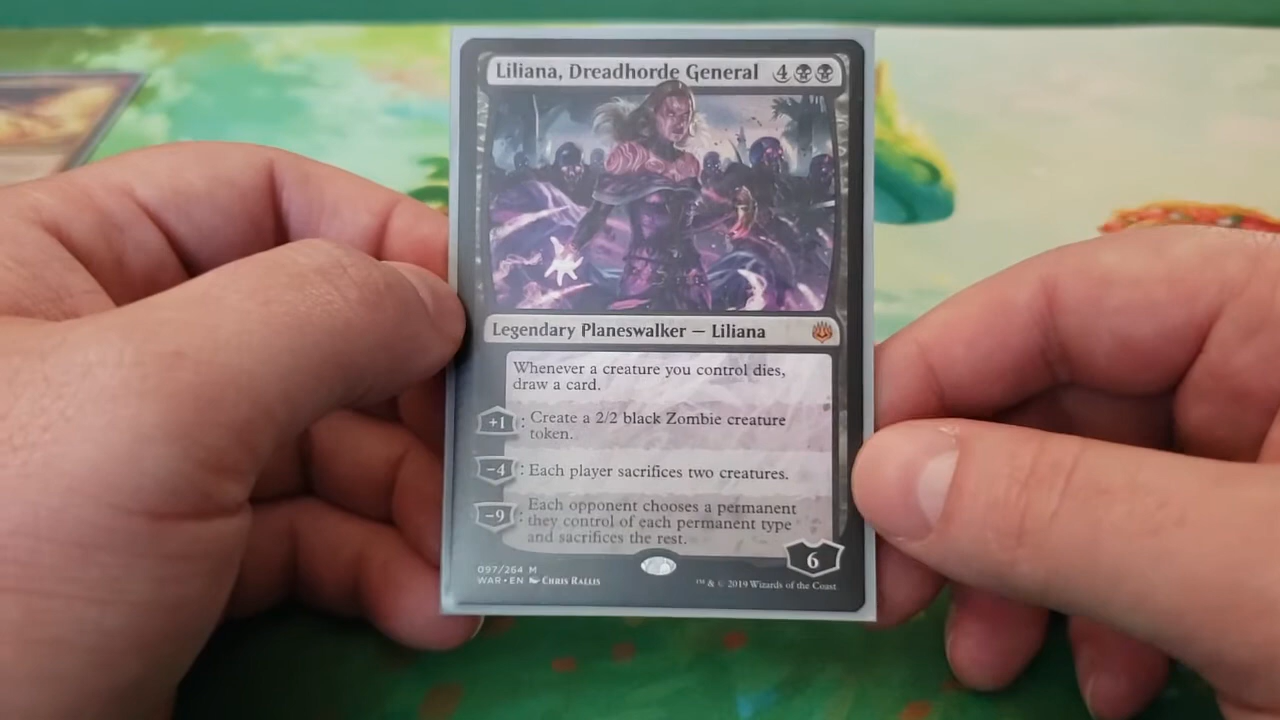 Liliana, Dreadhorde General 4
Legendary Planeswalker — Liliana
Whenever a creature you control dies,
draw a card.
+1: Create a 2/2 black Zombie creature
token.
−4: Each player sacrifices two creatures.
−9: Each opponent chooses a permanent
they control of each permanent type
and sacrifices the rest.
6
097/264 M
WAR • EN Chris Rallis
™ & © 2019 Wizards of the Coast